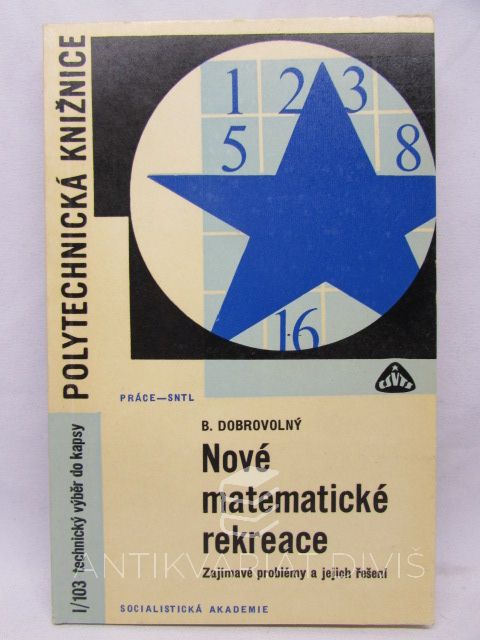 POLYTECHNICKÁ KNIŽNICE
I/103 technický výběr do kapsy
1 2 3
5 8
16
ČSVTS
PRÁCE—SNTL
B. DOBROVOLNÝ
Nové
matematické
rekreace
Zajímavé problémy a jejich řešení
ANTIKVARIÁT DIVIŠ
SOCIALISTICKÁ AKADEMIE